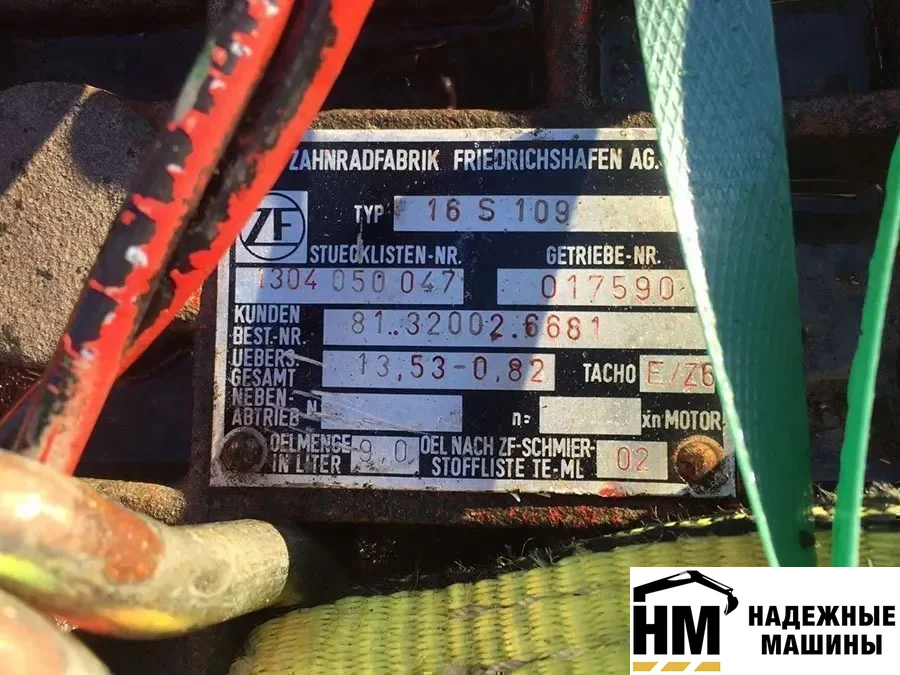 ZAHNRADFABRIK FRIEDRICHSHAFEN AG.
ZF
TYP 16 S 109
STUECKLISTEN-NR. GETRIEBE-NR.
1304 050 047 017590
KUNDEN BEST-NR. 81.32002.6681
UEBERS. GESAMT 13,53-0,82 TACHO E/Z6
NEBEN-ABTRIEB N n= xn MOTOR
OELMENGE IN LITER 9,0 OEL NACH ZF-SCHMIER-STOFFLISTE TE-ML 02
HM НАДЕЖНЫЕ
МАШИНЫ